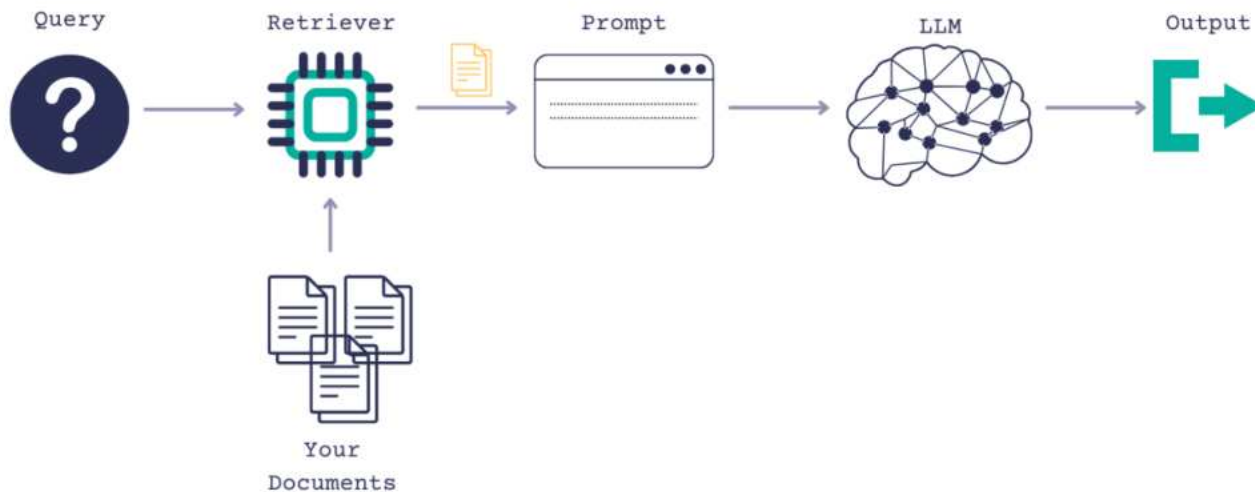 Query
Retriever
Prompt
LLM
Output
?
Your
Documents